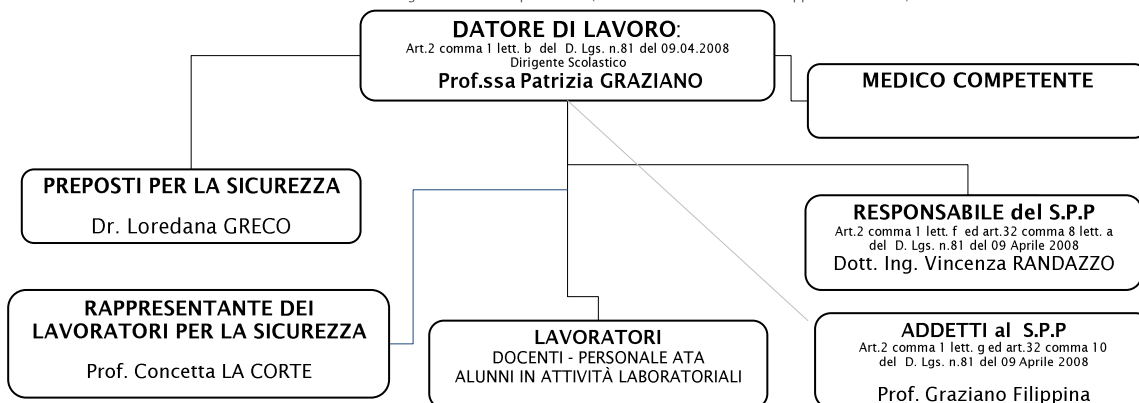 DATORE DI LAVORO:
Art.2 comma 1 lett. b del D. Lgs. n.81 del 09.04.2008
Dirigente Scolastico
Prof.ssa Patrizia GRAZIANO
MEDICO COMPETENTE
PREPOSTI PER LA SICUREZZA
Dr. Loredana GRECO
RESPONSABILE del S.P.P
Art.2 comma 1 lett. f ed art.32 comma 8 lett. a
del D. Lgs. n.81 del 09 Aprile 2008
Dott. Ing. Vincenza RANDAZZO
RAPPRESENTANTE DEI
LAVORATORI PER LA SICUREZZA
Prof. Concetta LA CORTE
LAVORATORI
DOCENTI - PERSONALE ATA
ALUNNI IN ATTIVITÀ LABORATORIALI
ADDETTI al S.P.P
Art.2 comma 1 lett. g ed art.32 comma 10
del D. Lgs. n.81 del 09 Aprile 2008
Prof. Graziano Filippina